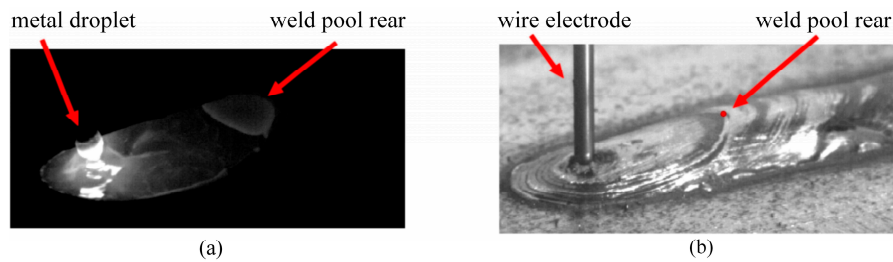 metal droplet
weld pool rear
wire electrode
weld pool rear
(a)
(b)